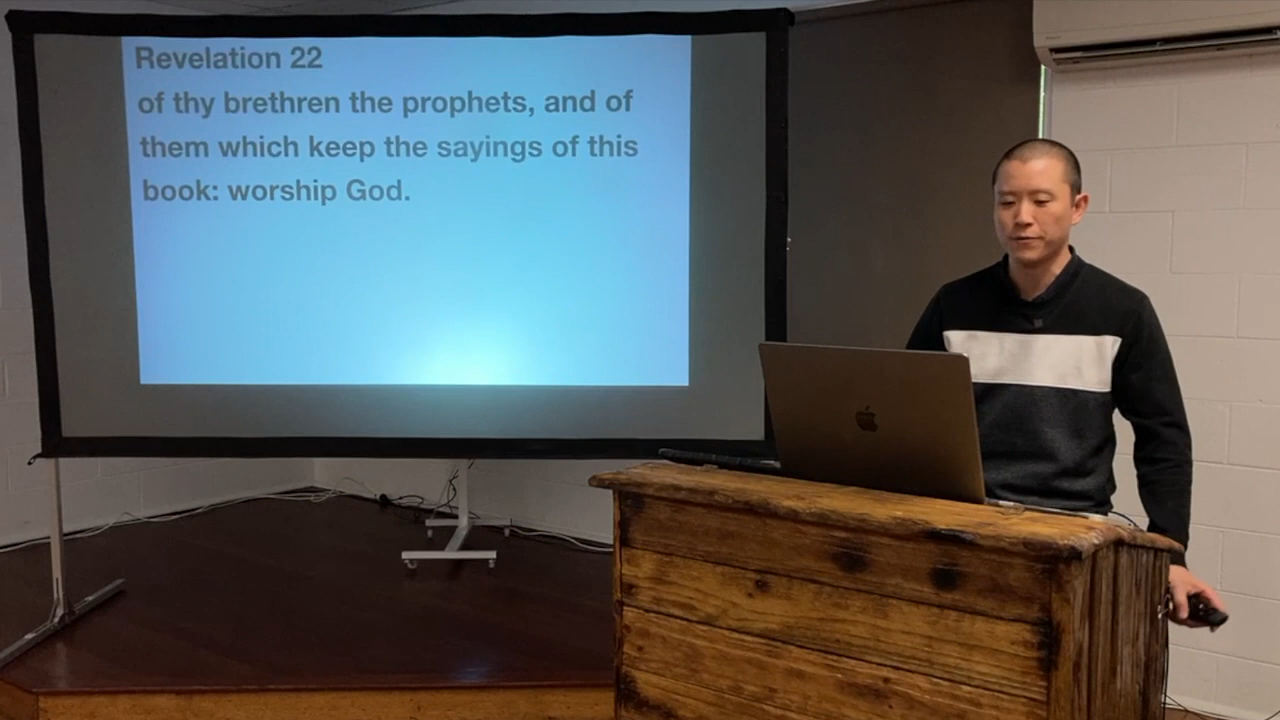 Revelation 22
of thy brethren the prophets, and of
them which keep the sayings of this
book: worship God.